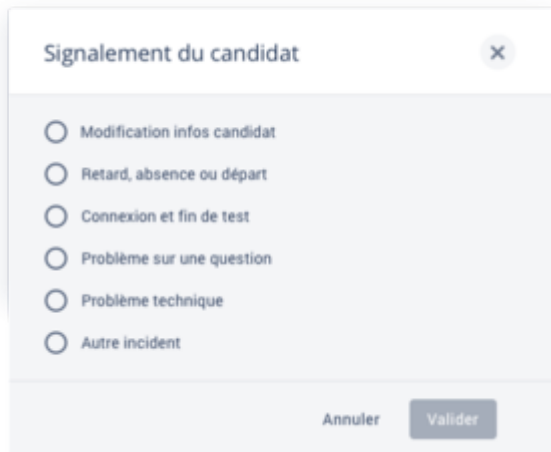 Signalement du candidat
Modification infos candidat
Retard, absence ou départ
Connexion et fin de test
Problème sur une question
Problème technique
Autre incident
Annuler Valider